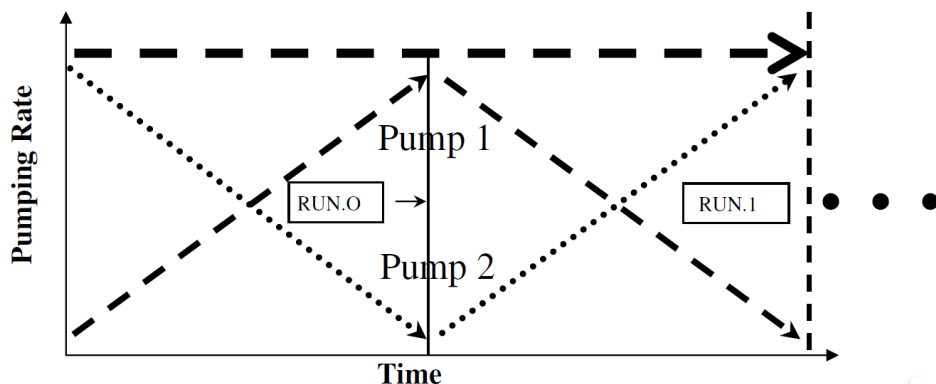 Pumping Rate
Pump 1
RUN.O
RUN.1
Pump 2
Time